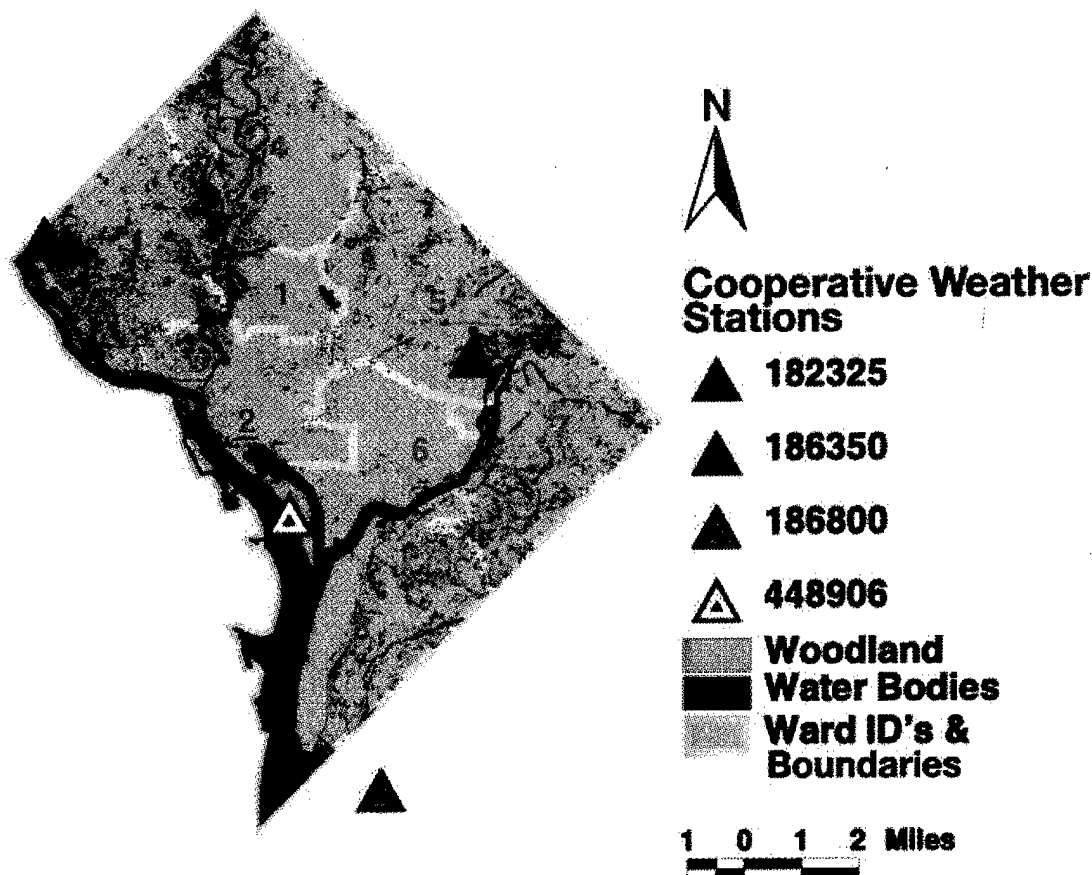 N
Cooperative Weather
Stations
182325
186350
186800
448906
Woodland
Water Bodies
Ward ID's &
Boundaries
1 0 1 2 Miles
4
1
5
2
6